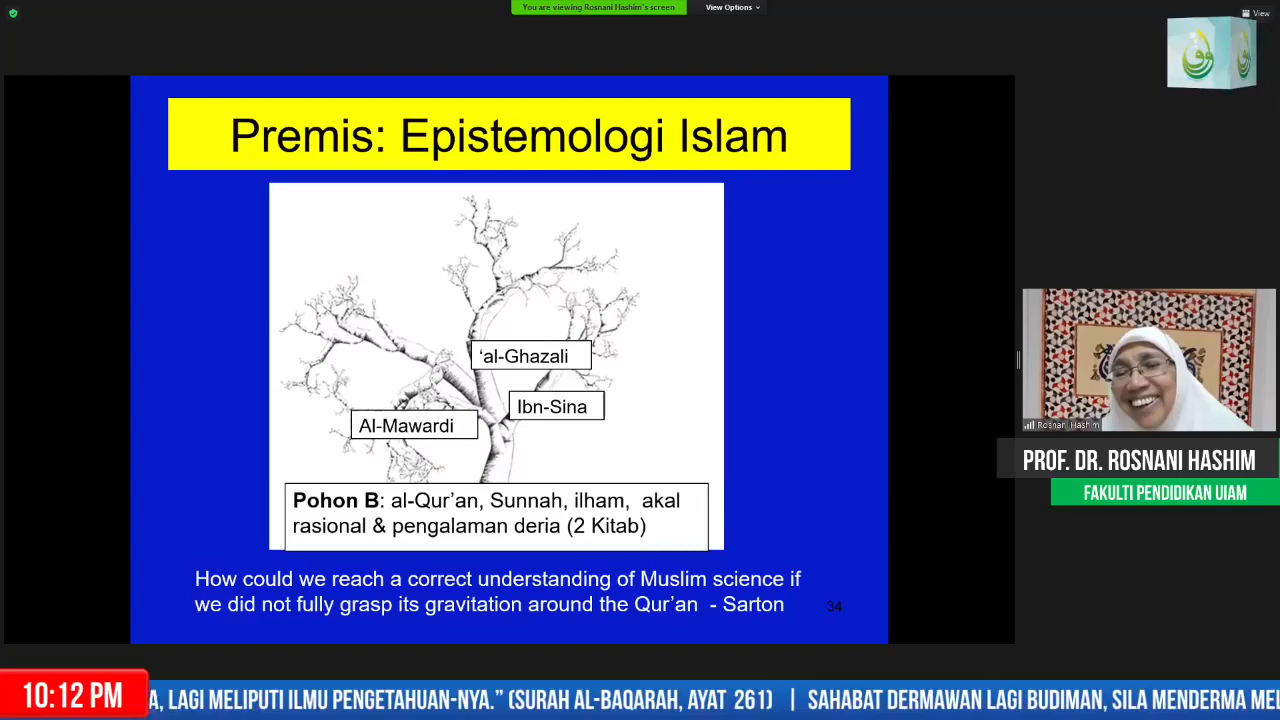 You are viewing Rosnani Hashim's screen
View Options
View
Premis: Epistemologi Islam
‘al-Ghazali
Ibn-Sina
Al-Mawardi
Pohon B: al-Qur’an, Sunnah, ilham, akal
rasional & pengalaman deria (2 Kitab)
How could we reach a correct understanding of Muslim science if
we did not fully grasp its gravitation around the Qur’an - Sarton
34
Rosnani Hashim
PROF. DR. ROSNANI HASHIM
FAKULTI PENDIDIKAN UIAM
10:12 PM
A, LAGI MELIPUTI ILMU PENGETAHUAN-NYA.” (SURAH AL-BAQARAH, AYAT 261) | SAHABAT DERMAWAN LAGI BUDIMAN, SILA MENDERMA